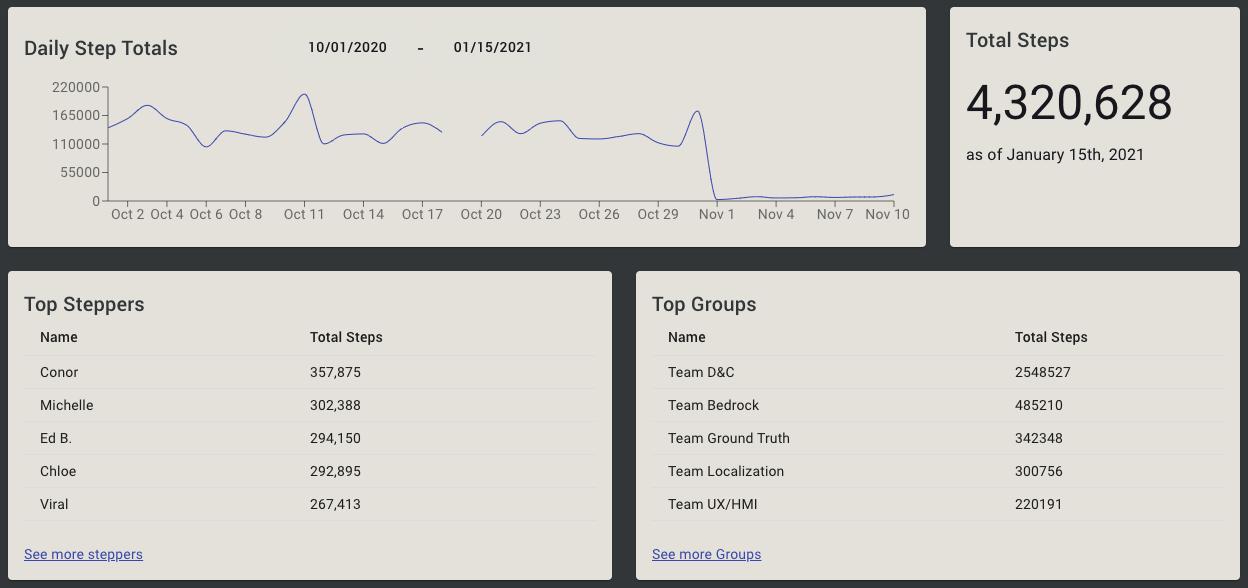 Daily Step Totals 10/01/2020 - 01/15/2021
220000
165000
110000
55000
0
Oct 2 Oct 4 Oct 6 Oct 8 Oct 11 Oct 14 Oct 17 Oct 20 Oct 23 Oct 26 Oct 29 Nov 1 Nov 4 Nov 7 Nov 10
Total Steps
4,320,628
as of January 15th, 2021
Top Steppers
Name Total Steps
Conor 357,875
Michelle 302,388
Ed B. 294,150
Chloe 292,895
Viral 267,413
See more steppers
Top Groups
Name Total Steps
Team D&C 2548527
Team Bedrock 485210
Team Ground Truth 342348
Team Localization 300756
Team UX/HMI 220191
See more Groups